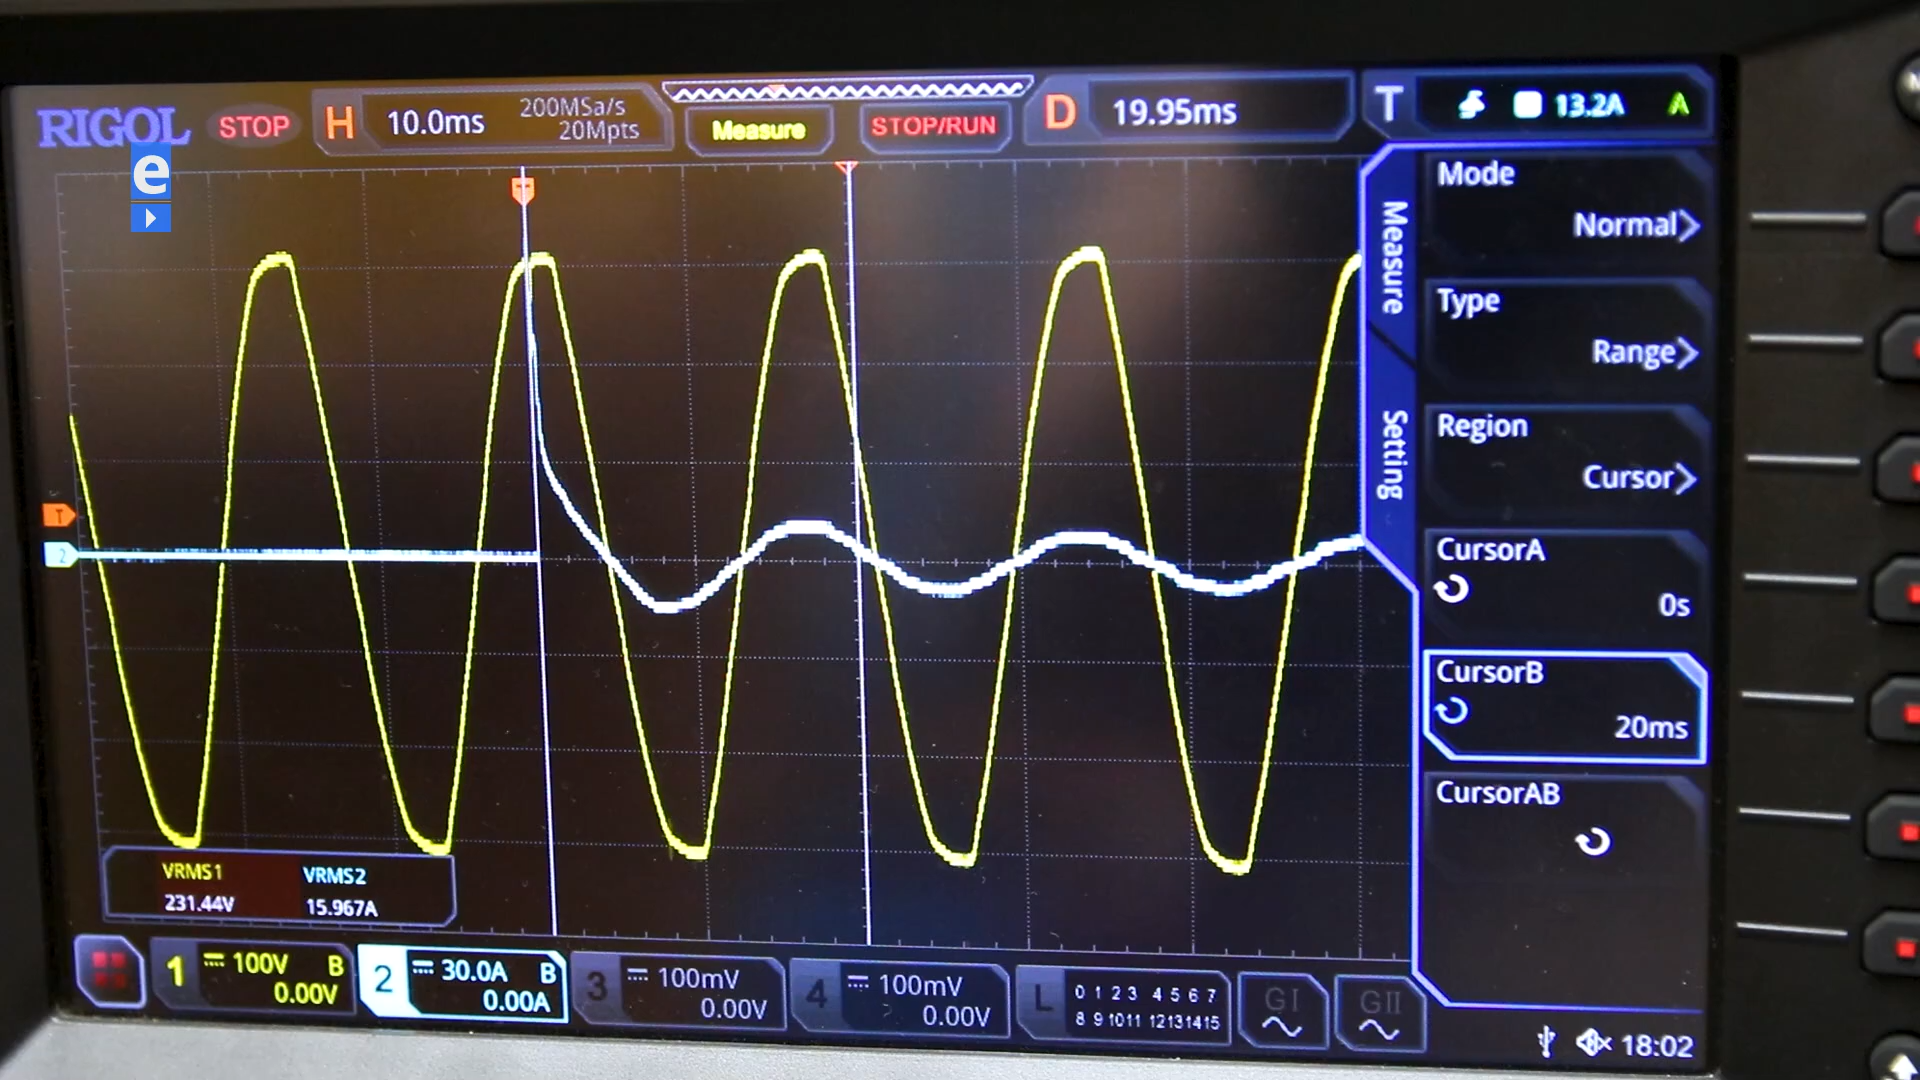 RIGOL
STOP
H
10.0ms
200MSa/s
20Mpts
Measure
STOP/RUN
D
19.95ms
T
13.2A
A
e
T
2
Measure
Setting
Mode
Normal
Type
Range
Region
Cursor
CursorA
0s
CursorB
20ms
CursorAB
VRMS1
231.44V
VRMS2
15.967A
1
100V B
0.00V
2
30.0A B
0.00A
3
100mV
0.00V
4
100mV
0.00V
L
0 1 2 3 4 5 6 7
8 9 10 11 12 13 14 15
GI
GII
18:02